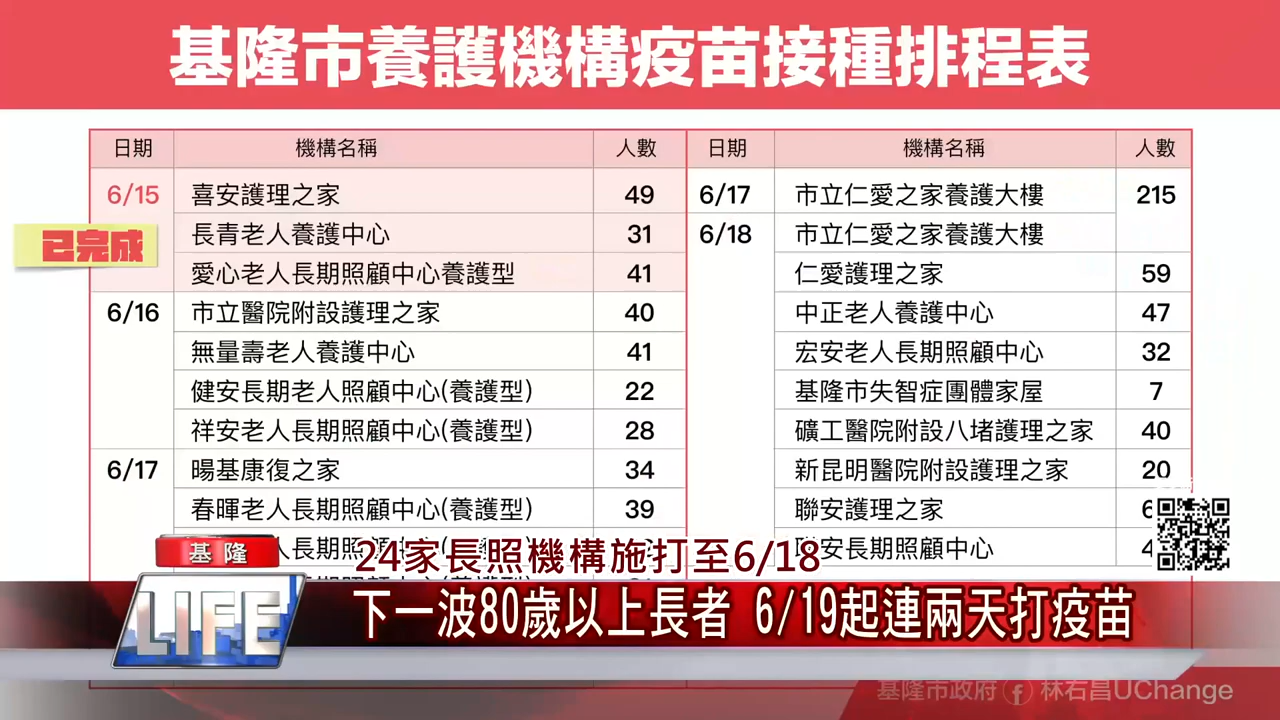 基隆市養護機構疫苗接種排程表
日期 機構名稱 人數
6/15 喜安護理之家 49
已完成
長青老人養護中心 31
愛心老人長期照顧中心養護型 41
6/16 市立醫院附設護理之家 40
無量壽老人養護中心 41
健安長期老人照顧中心(養護型) 22
祥安老人長期照顧中心(養護型) 28
6/17 暘基康復之家 34
春暉老人長期照顧中心(養護型) 39
人長期照
日期 機構名稱 人數
6/17 市立仁愛之家養護大樓 215
6/18 市立仁愛之家養護大樓
仁愛護理之家 59
中正老人養護中心 47
宏安老人長期照顧中心 32
基隆市失智症團體家屋 7
礦工醫院附設八堵護理之家 40
新昆明醫院附設護理之家 20
聯安護理之家
安長期照顧中心
基隆
LIFE
24家長照機構施打至6/18
下一波80歲以上長者 6/19起連兩天打疫苗
基隆市政府 f 林右昌UChange